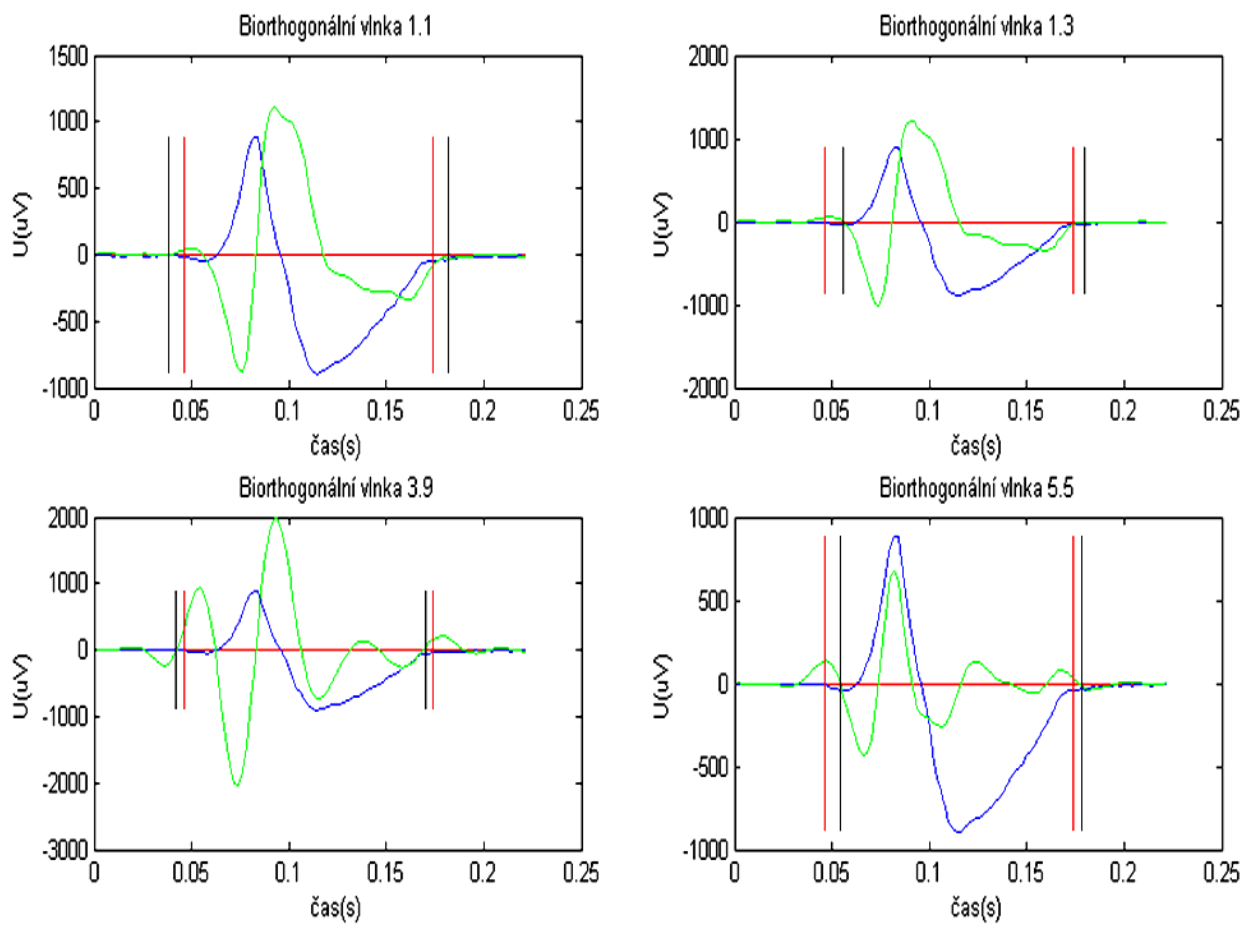 Biorthogonální vlnka 1.1
1500
1000
500
0
-500
-1000
U(uV)
0 0.05 0.1 0.15 0.2 0.25
čas(s)
Biorthogonální vlnka 1.3
2000
1000
0
-1000
-2000
U(uV)
0 0.05 0.1 0.15 0.2 0.25
čas(s)
Biorthogonální vlnka 3.9
2000
1000
0
-1000
-2000
-3000
U(uV)
0 0.05 0.1 0.15 0.2 0.25
čas(s)
Biorthogonální vlnka 5.5
1000
500
0
-500
-1000
U(uV)
0 0.05 0.1 0.15 0.2 0.25
čas(s)